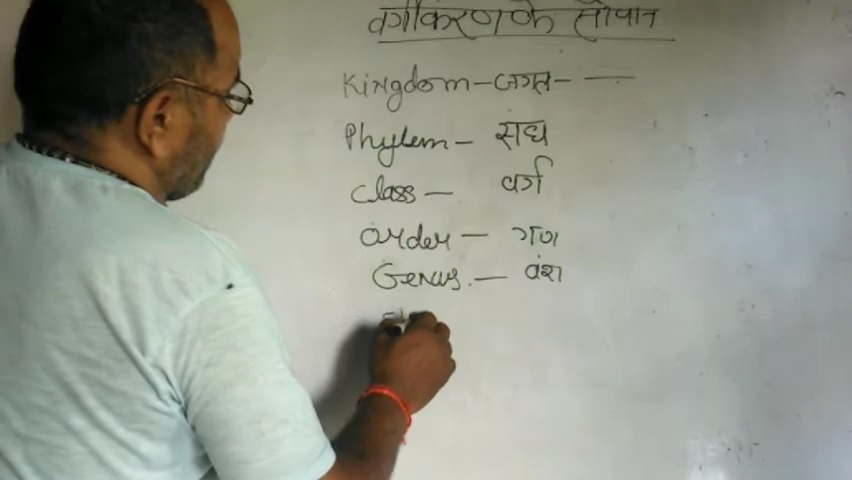 वर्गीकरण के सोपान
Kingdom - जगत - —
Phylem - संघ
Class - वर्ग
Order - गण
Genus. - वंश